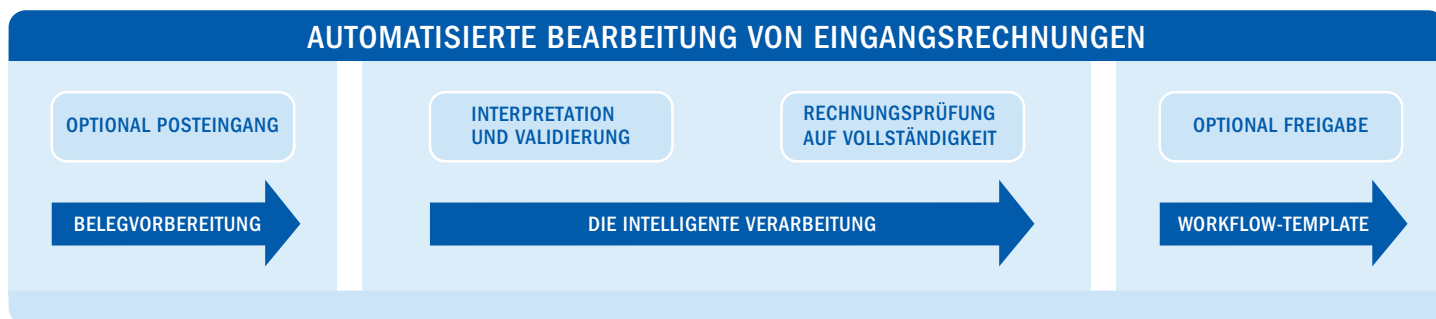 AUTOMATISIERTE BEARBEITUNG VON EINGANGSRECHNUNGEN
OPTIONAL POSTEINGANG
INTERPRETATION
UND VALIDIERUNG
RECHNUNGSPRÜFUNG
AUF VOLLSTÄNDIGKEIT
OPTIONAL FREIGABE
BELEGVORBEREITUNG
DIE INTELLIGENTE VERARBEITUNG
WORKFLOW-TEMPLATE